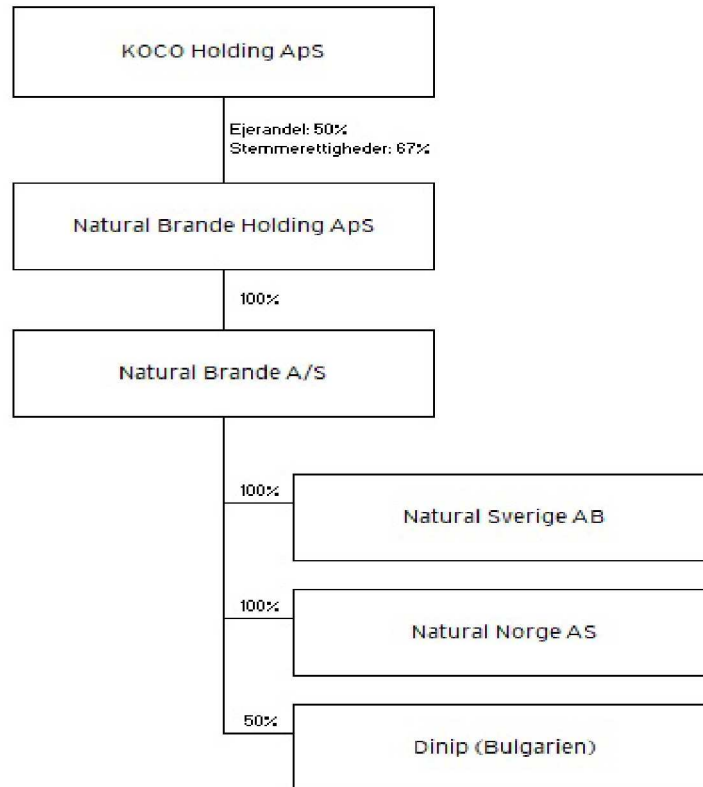 KOCO Holding ApS
Ejerandel: 50%
Stemmerettigheder: 67%
Natural Brande Holding ApS
100%
Natural Brande A/S
100%
Natural Sverige AB
100%
Natural Norge AS
50%
Dinip (Bulgarien)